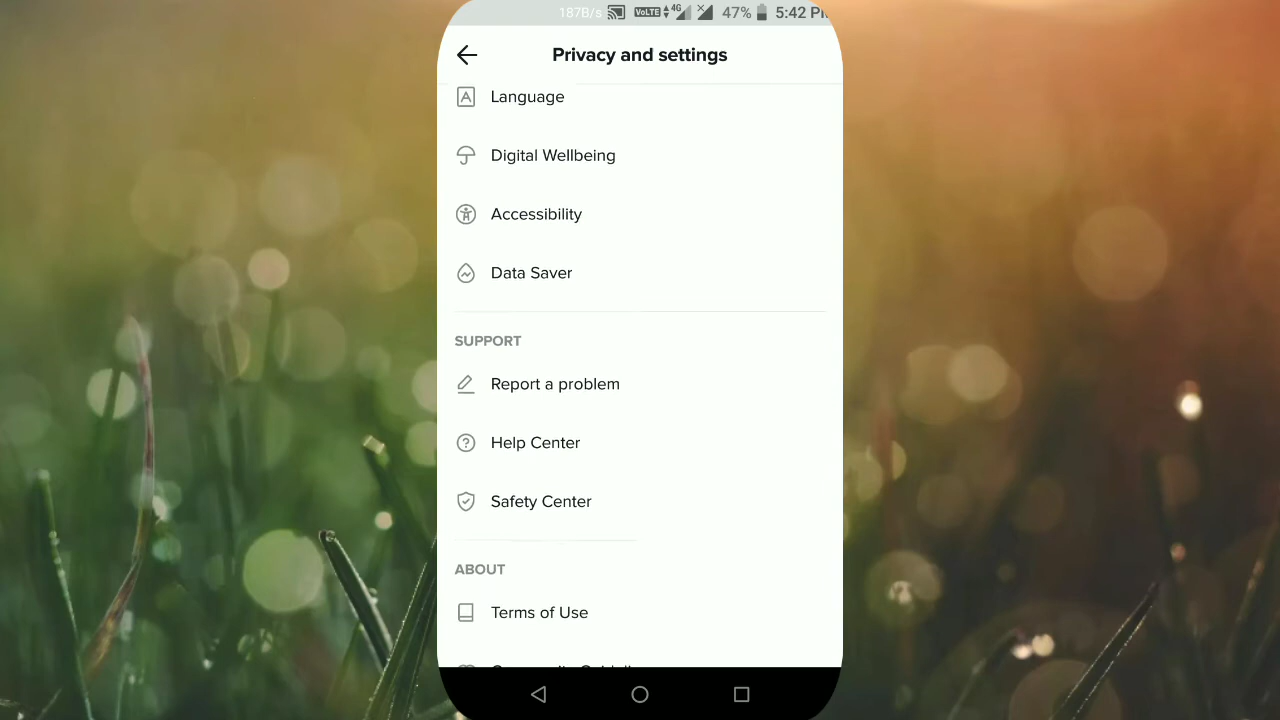 187B/s VoLTE 4G 47% 5:42
Privacy and settings
Language
Digital Wellbeing
Accessibility
Data Saver
SUPPORT
Report a problem
Help Center
Safety Center
ABOUT
Terms of Use